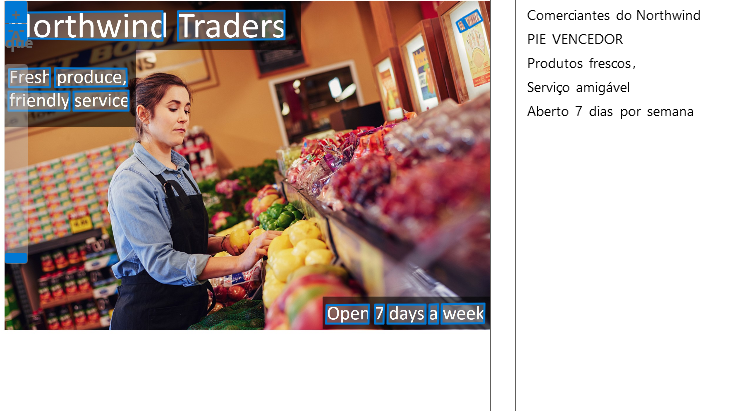 Northwind Traders
que
Fresh produce,
friendly service
Open 7 days a week
Comerciantes do Northwind
PIE VENCEDOR
Produtos frescos,
Serviço amigável
Aberto 7 dias por semana